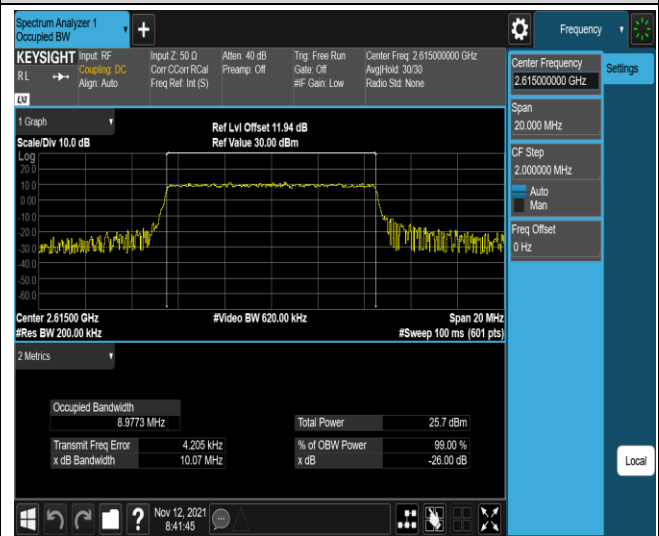 Spectrum Analyzer 1
Occupied BW
+
Frequency
KEYSIGHT Input: RF
RL Coupling: DC
Align: Auto
Input Z: 50 Ω
Corr CCorr RCal
Freq Ref: Int (S)
Atten: 40 dB
Preamp: Off
Trig: Free Run
Gate: Off
#IF Gain: Low
Center Freq: 2.615000000 GHz
Avg|Hold: 30/30
Radio Std: None
Center Frequency
2.615000000 GHz
Settings
Span
20.000 MHz
CF Step
2.000000 MHz
Auto
Man
Freq Offset
0 Hz
1 Graph
Ref Lvl Offset 11.94 dB
Scale/Div 10.0 dB
Ref Value 30.00 dBm
Log
20.0
10.0
0.00
-10.0
-20.0
-30.0
-40.0
-50.0
-60.0
Center 2.61500 GHz
#Video BW 620.00 kHz
Span 20 MHz
#Res BW 200.00 kHz
#Sweep 100 ms (601 pts)
2 Metrics
Occupied Bandwidth
8.9773 MHz
Total Power 25.7 dBm
Transmit Freq Error 4.205 kHz
% of OBW Power 99.00 %
x dB Bandwidth 10.07 MHz
x dB -26.00 dB
Local
?
Nov 12, 2021
8:41:45